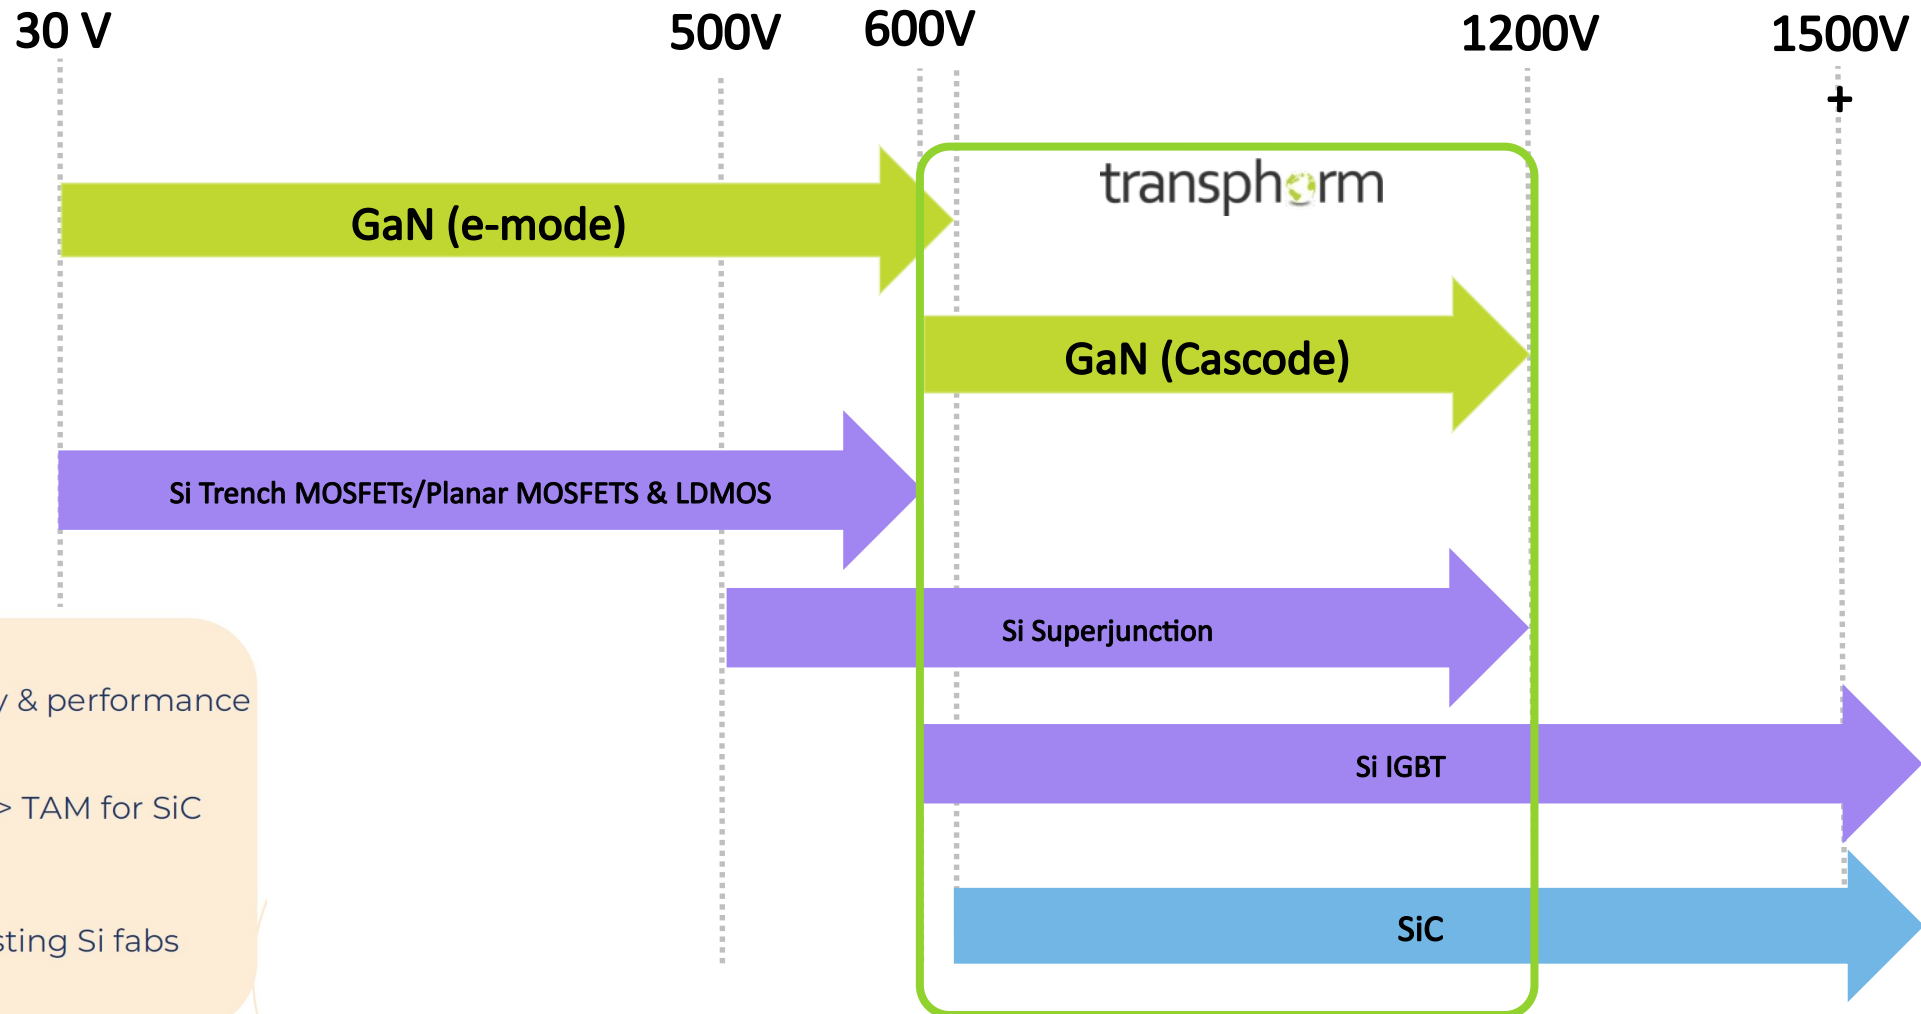 30 V
500V
600V
1200V
1500V
+
transphorm
GaN (e-mode)
GaN (Cascode)
Si Trench MOSFETs/Planar MOSFETS & LDMOS
Si Superjunction
& performance
Si IGBT
> TAM for SiC
SiC
Si fabs